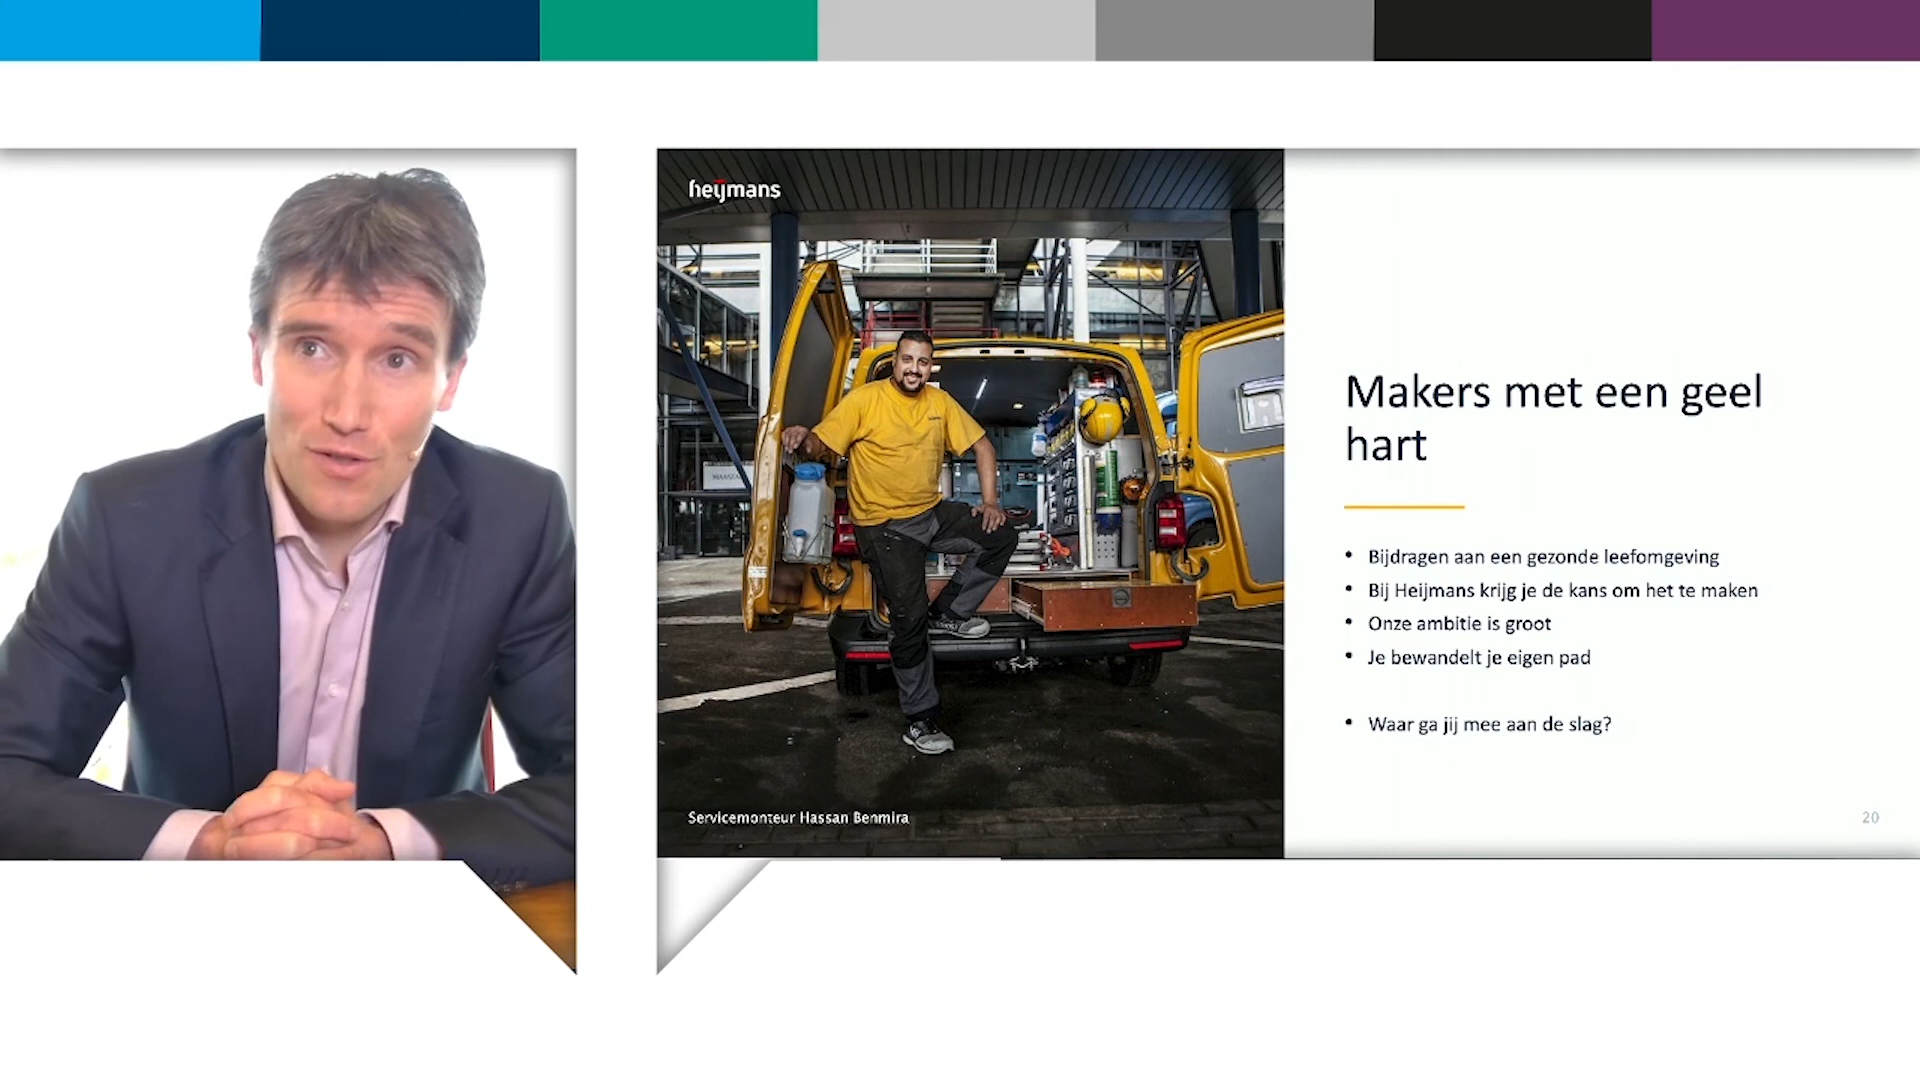 heijmans
Makers met een geel
hart
• Bijdragen aan een gezonde leefomgeving
• Bij Heijmans krijg je de kans om het te maken
• Onze ambitie is groot
• Je bewandelt je eigen pad
• Waar ga jij mee aan de slag?
Servicemonteur Hassan Benmira
20